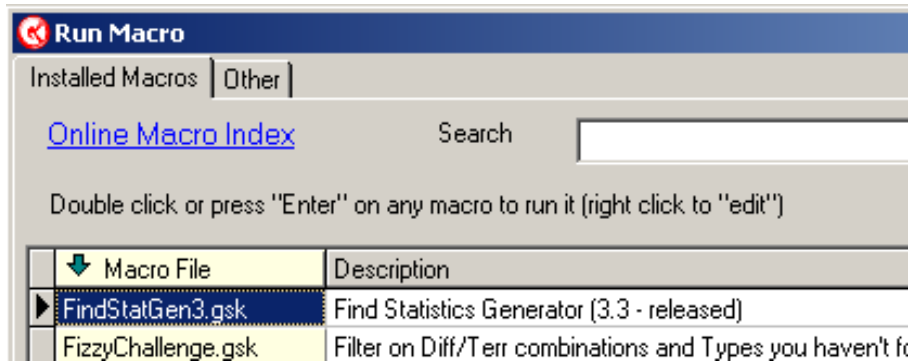 Run Macro
Installed Macros Other
Online Macro Index Search
Double click or press "Enter" on any macro to run it (right click to "edit")
Macro File Description
FindStatGen3.gsk Find Statistics Generator (3.3 - released)
FizzyChallenge.gsk Filter on Diff/Terr combinations and Types you haven't